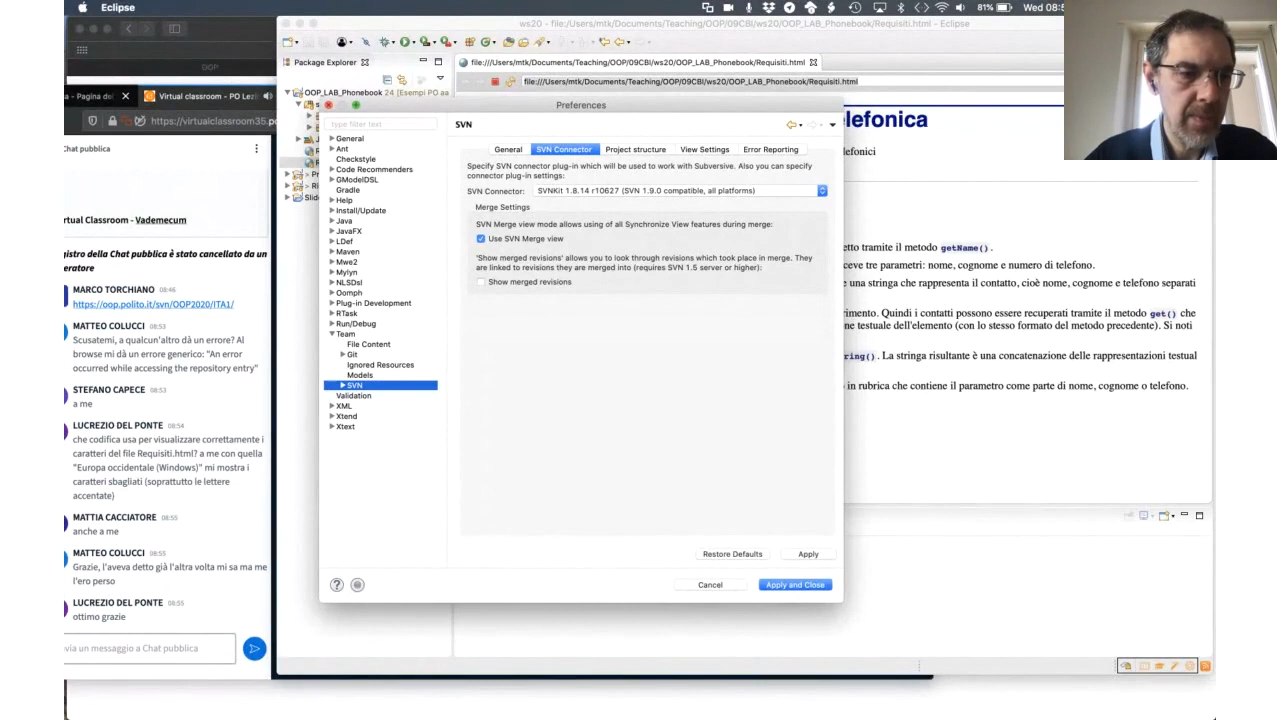 Eclipse
81%
Wed 08:5
ws20 - file:/Users/mtk/Documents/Teaching/OOP/09CBI/ws20/OOP_LAB_Phonebook/Requisiti.html - Eclipse
OOP
a - Pagina del
Virtual classroom - PO Lezi
https://virtualclassroom35.po
Chat pubblica
rtual Classroom - Vademecum
gistro della Chat pubblica è stato cancellato da un
eratore
MARCO TORCHIANO 08:46
https://oop.polito.it/svn/OOP2020/ITA1/
MATTEO COLUCCI 08:53
Scusatemi, a qualcun'altro dà un errore? Al
browse mi dà un errore generico: "An error
occurred while accessing the repository entry"
STEFANO CAPECE 08:53
a me
LUCREZIO DEL PONTE 08:54
che codifica usa per visualizzare correttamente i
caratteri del file Requisiti.html? a me con quella
"Europa occidentale (Windows)" mi mostra i
caratteri sbagliati (soprattutto le lettere
accentate)
MATTIA CACCIATORE 08:55
anche a me
MATTEO COLUCCI 08:55
Grazie, l'aveva detto già l'altra volta mi sa ma me
l'ero perso
LUCREZIO DEL PONTE 08:55
ottimo grazie
via un messaggio a Chat pubblica
Package Explorer
OOP_LAB_Phonebook 24 [Esempi PO aa
Slid
file:///Users/mtk/Documents/Teaching/OOP/09CBI/ws20/OOP_LAB_Phonebook/Requisiti.html
file:///Users/mtk/Documents/Teaching/OOP/09CBI/ws20/OOP_LAB_Phonebook/Requisiti.html
Preferences
type filter text
General
Ant
Checkstyle
Code Recommenders
GModelDSL
Gradle
Help
Install/Update
Java
JavaFX
LDef
Maven
Mwe2
Mylyn
NLSDsl
Oomph
Plug-in Development
RTask
Run/Debug
Team
File Content
Git
Ignored Resources
Models
SVN
Validation
XML
Xtend
Xtext
SVN
General
SVN Connector
Project structure
View Settings
Error Reporting
Specify SVN connector plug-in which will be used to work with Subversive. Also you can specify
connector plug-in settings:
SVN Connector: SVNKit 1.8.14 r10627 (SVN 1.9.0 compatible, all platforms)
Merge Settings
SVN Merge view mode allows using of all Synchronize View features during merge:
Use SVN Merge view
'Show merged revisions' allows you to look through revisions which took place in merge. They
are linked to revisions they are merged into (requires SVN 1.5 server or higher):
Show merged revisions
Restore Defaults
Apply
Cancel
Apply and Close
elefonica
elefonici
etto tramite il metodo getName().
ceve tre parametri: nome, cognome e numero di telefono.
e una stringa che rappresenta il contatto, cioè nome, cognome e telefono separati
rimento. Quindi i contatti possono essere recuperati tramite il metodo get() che
ne testuale dell'elemento (con lo stesso formato del metodo precedente). Si noti
ring(). La stringa risultante è una concatenazione delle rappresentazioni testual
o in rubrica che contiene il parametro come parte di nome, cognome o telefono.